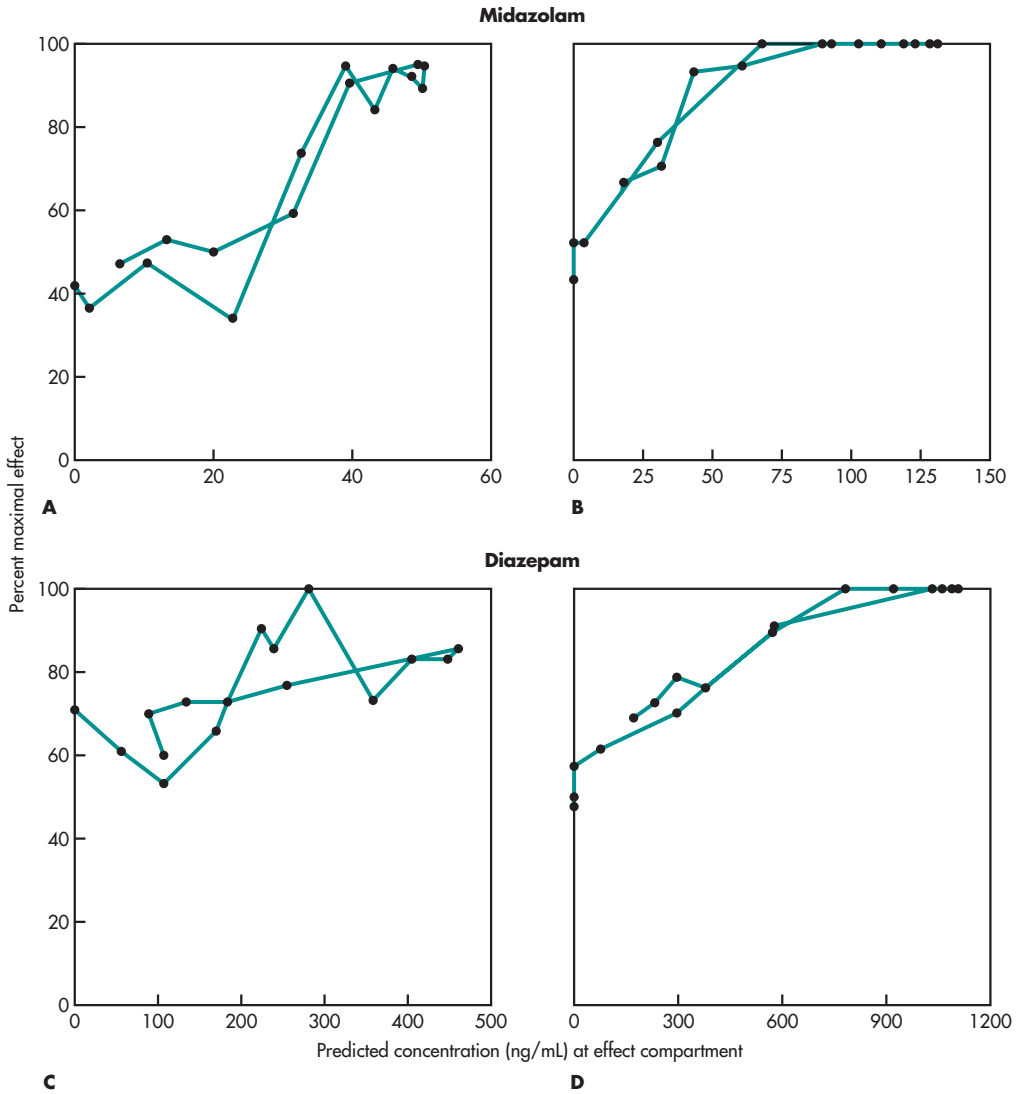 Midazolam
100
80
60
40
20
0
0 20 40 60
0 25 50 75 100 125 150
A
B
Percent maximal effect
Diazepam
100
80
60
40
20
0
0 100 200 300 400 500
0 300 600 900 1200
Predicted concentration (ng/mL) at effect compartment
C
D